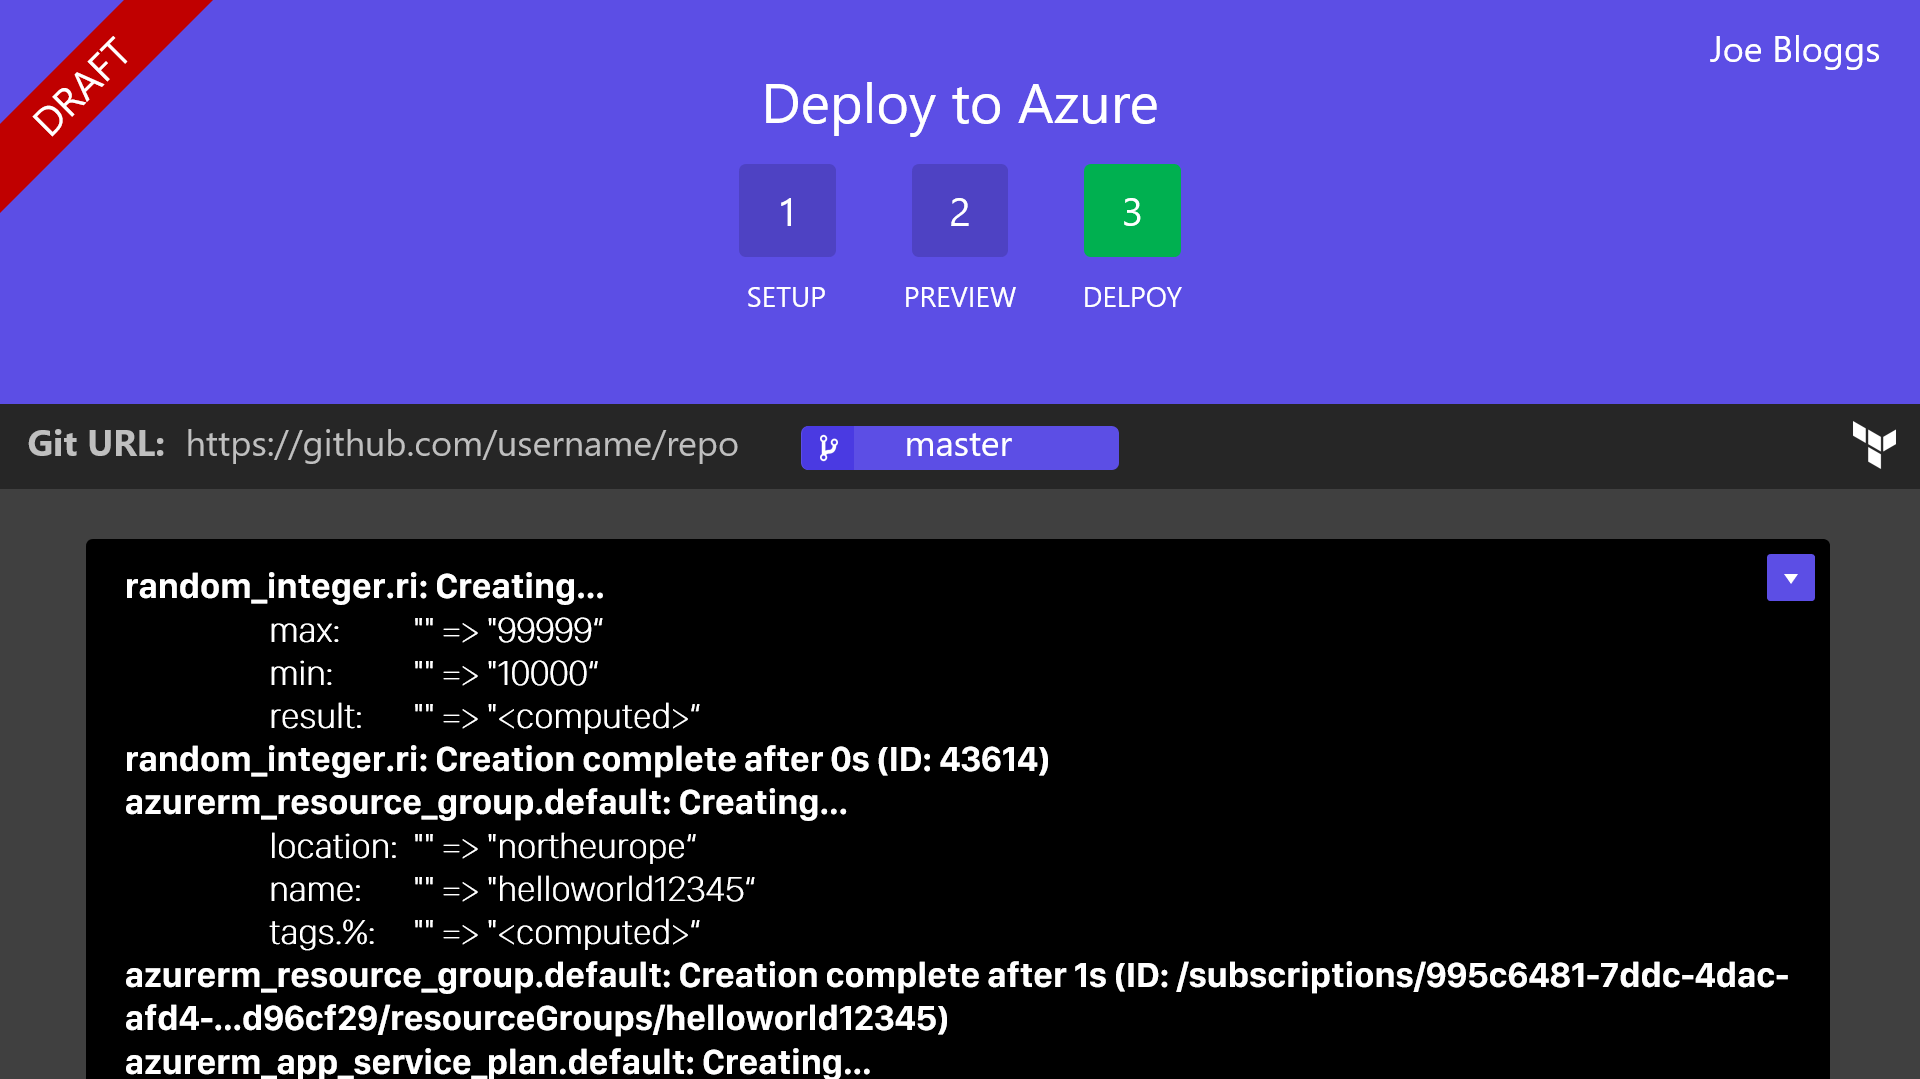 DRAFT
Joe Bloggs
Deploy to Azure
1 2 3
SETUP PREVIEW DELPOY
Git URL: https://github.com/username/repo master
random_integer.ri: Creating...
max: "" => "99999“
min: "" => "10000“
result: "" => "<computed>“
random_integer.ri: Creation complete after 0s (ID: 43614)
azurerm_resource_group.default: Creating...
location: "" => "northeurope“
name: "" => "helloworld12345“
tags.%: "" => "<computed>“
azurerm_resource_group.default: Creation complete after 1s (ID: /subscriptions/995c6481-7ddc-4dac-
afd4-...d96cf29/resourceGroups/helloworld12345)
azurerm_app_service_plan.default: Creating...